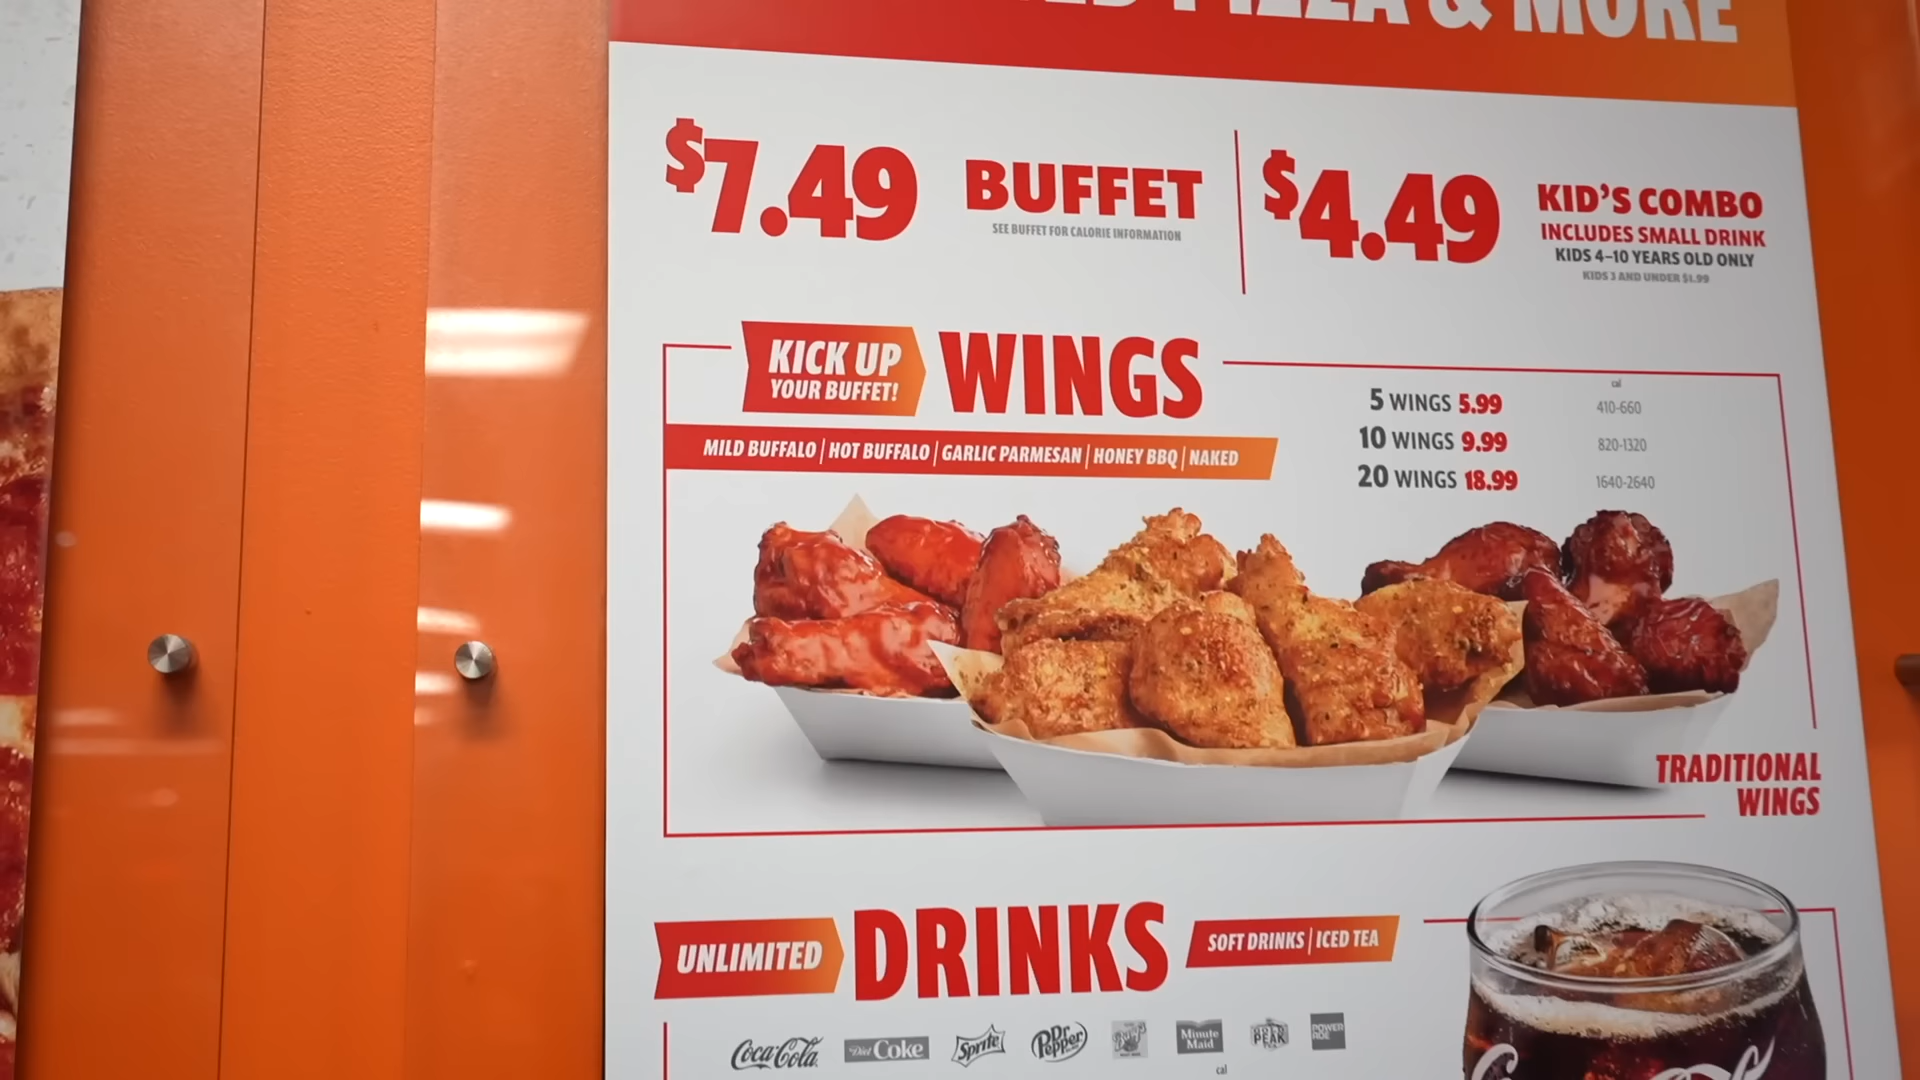 PIZZA & MORE
$7.49
BUFFET
SEE BUFFET FOR CALORIE INFORMATION
$4.49
KID'S COMBO
INCLUDES SMALL DRINK
KIDS 4-10 YEARS OLD ONLY
KIDS 3 AND UNDER $1.99
KICK UP
YOUR BUFFET!
WINGS
MILD BUFFALO | HOT BUFFALO | GARLIC PARMESAN | HONEY BBQ | NAKED
cal
5 WINGS 5.99 410-660
10 WINGS 9.99 820-1320
20 WINGS 18.99 1640-2640
TRADITIONAL
WINGS
UNLIMITED
DRINKS
SOFT DRINKS | ICED TEA
Coca-Cola Diet Coke Sprite Dr Pepper Minute Maid PEAK POWERADE
cal